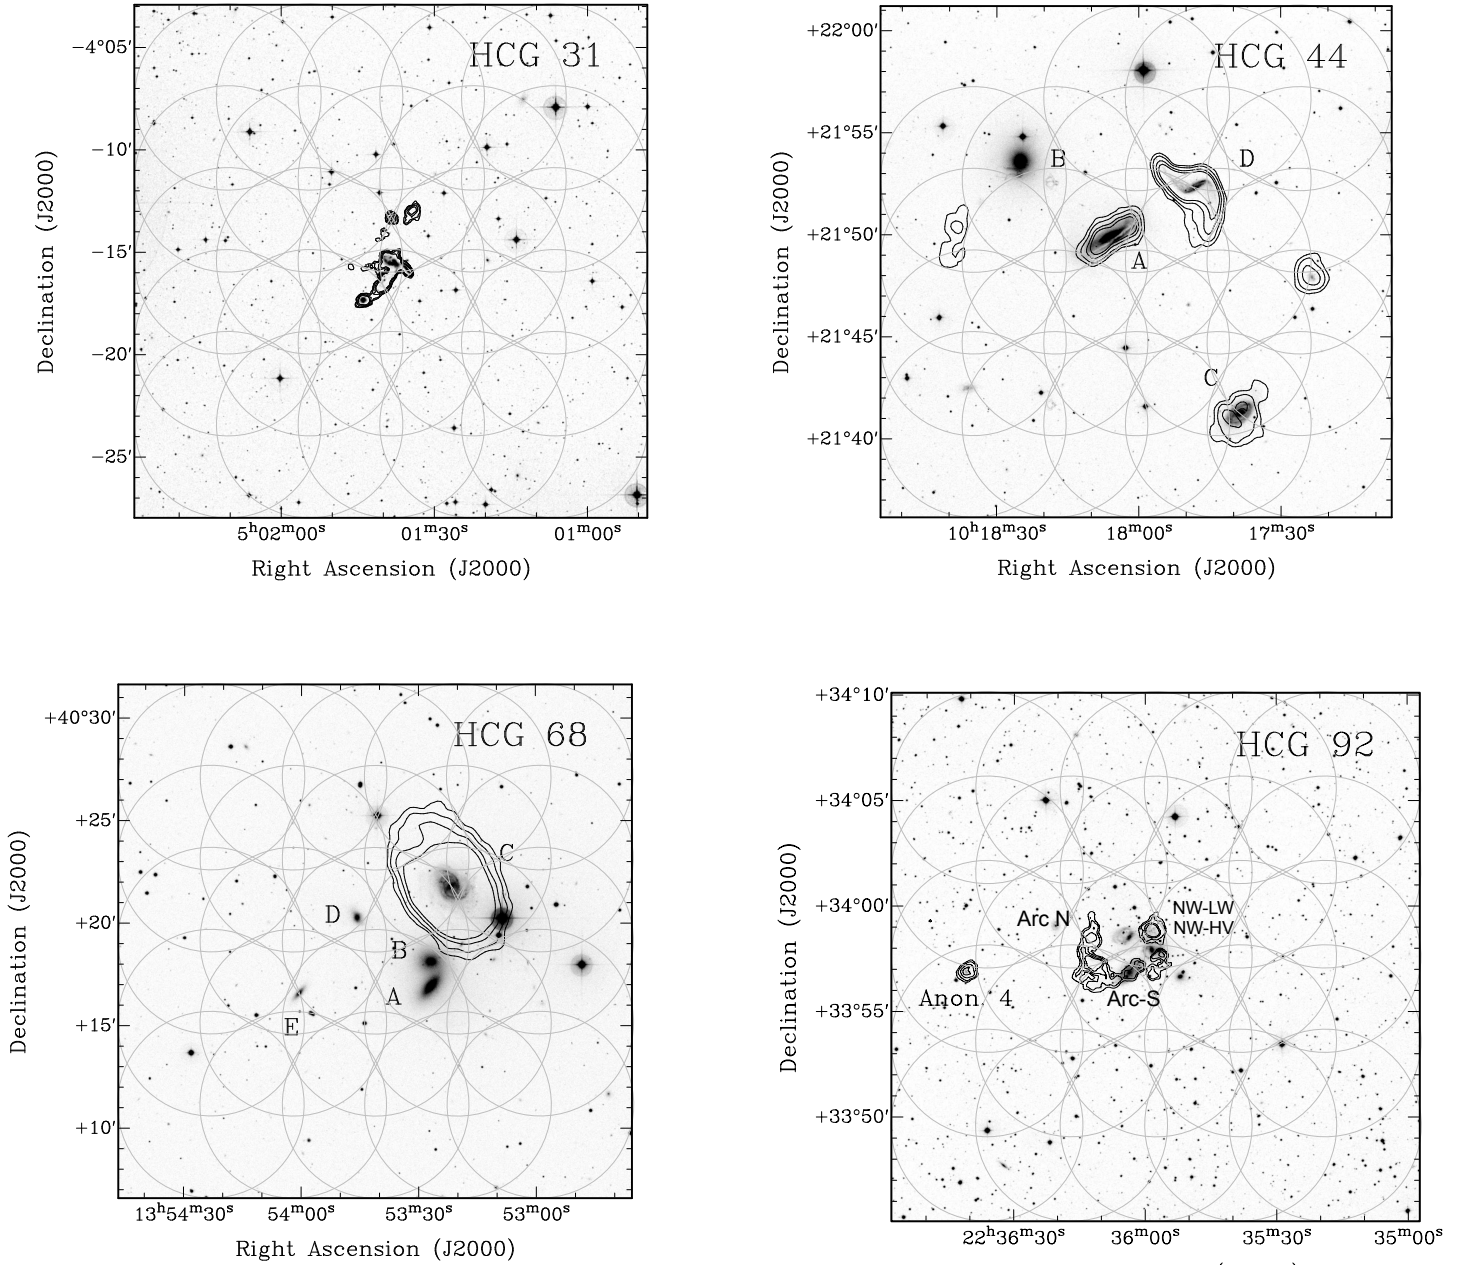 HCG 31
−4°05′
−10′
−15′
−20′
−25′
Declination (J2000)
5ʰ02ᵐ00ˢ 01ᵐ30ˢ 01ᵐ00ˢ
Right Ascension (J2000)
HCG 44
+22°00′
+21°55′
+21°50′
+21°45′
+21°40′
Declination (J2000)
B
D
A
C
10ʰ18ᵐ30ˢ 18ᵐ00ˢ 17ᵐ30ˢ
Right Ascension (J2000)
HCG 68
+40°30′
+25′
+20′
+15′
+10′
Declination (J2000)
C
D
B
A
E
13ʰ54ᵐ30ˢ 54ᵐ00ˢ 53ᵐ30ˢ 53ᵐ00ˢ
Right Ascension (J2000)
HCG 92
+34°10′
+34°05′
+34°00′
+33°55′
+33°50′
Declination (J2000)
Arc N
NW-LW
NW-HV
Anon 4
Arc-S
22ʰ36ᵐ30ˢ 36ᵐ00ˢ 35ᵐ30ˢ 35ᵐ00ˢ